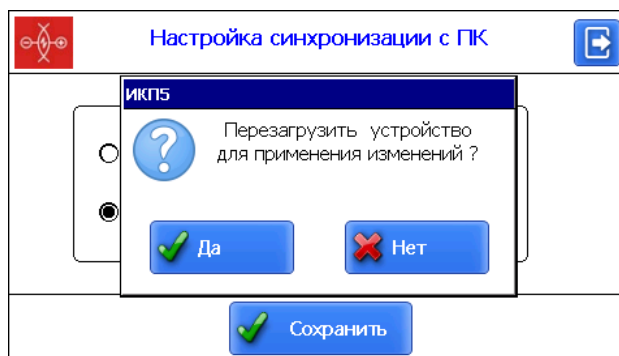 Настройка синхронизации с ПК
ИКП5
Перезагрузить устройство
для применения изменений ?
Да
Нет
Сохранить